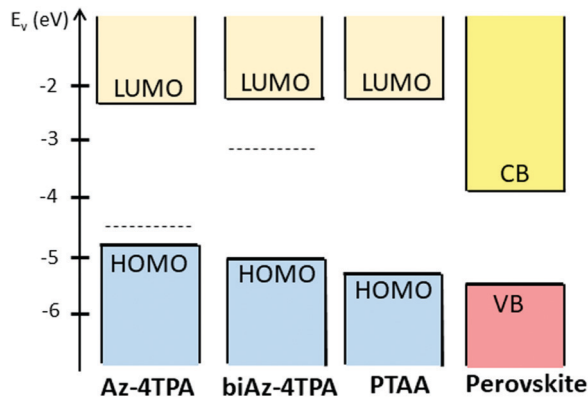 Eᵥ (eV)
LUMO LUMO LUMO
-2
-3
CB
-4
-5
HOMO HOMO HOMO VB
-6
Az-4TPA biAz-4TPA PTAA Perovskite